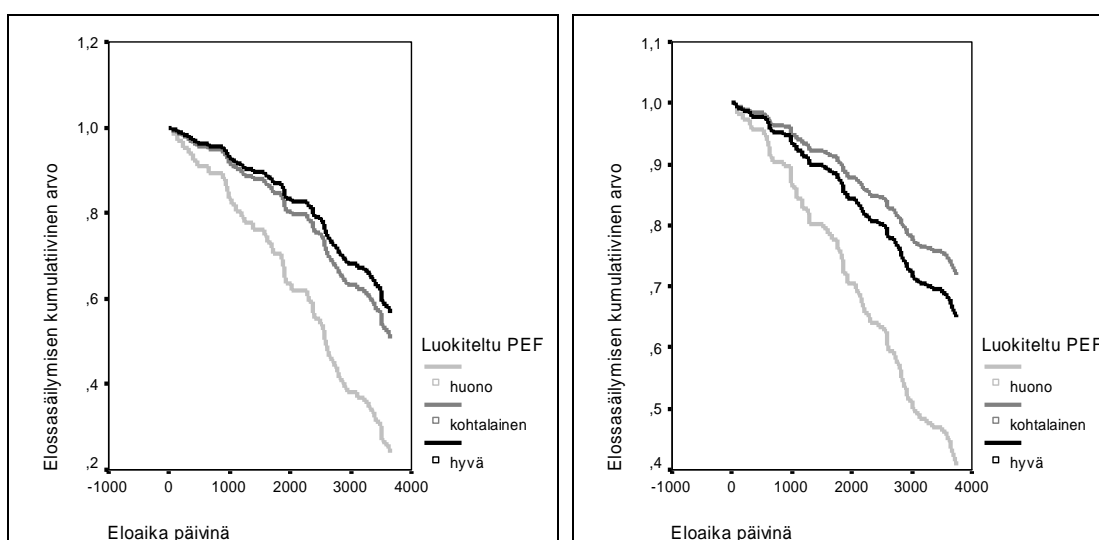 1,2
1,0
,8
,6
,4
,2
-1000 0 1000 2000 3000 4000
Elossasäilymisen kumulatiivinen arvo
Eloaika päivinä
Luokiteltu PEF
huono
kohtalainen
hyvä
1,1
1,0
,9
,8
,7
,6
,5
,4
-1000 0 1000 2000 3000 4000
Elossasäilymisen kumulatiivinen arvo
Eloaika päivinä
Luokiteltu PEF
huono
kohtalainen
hyvä